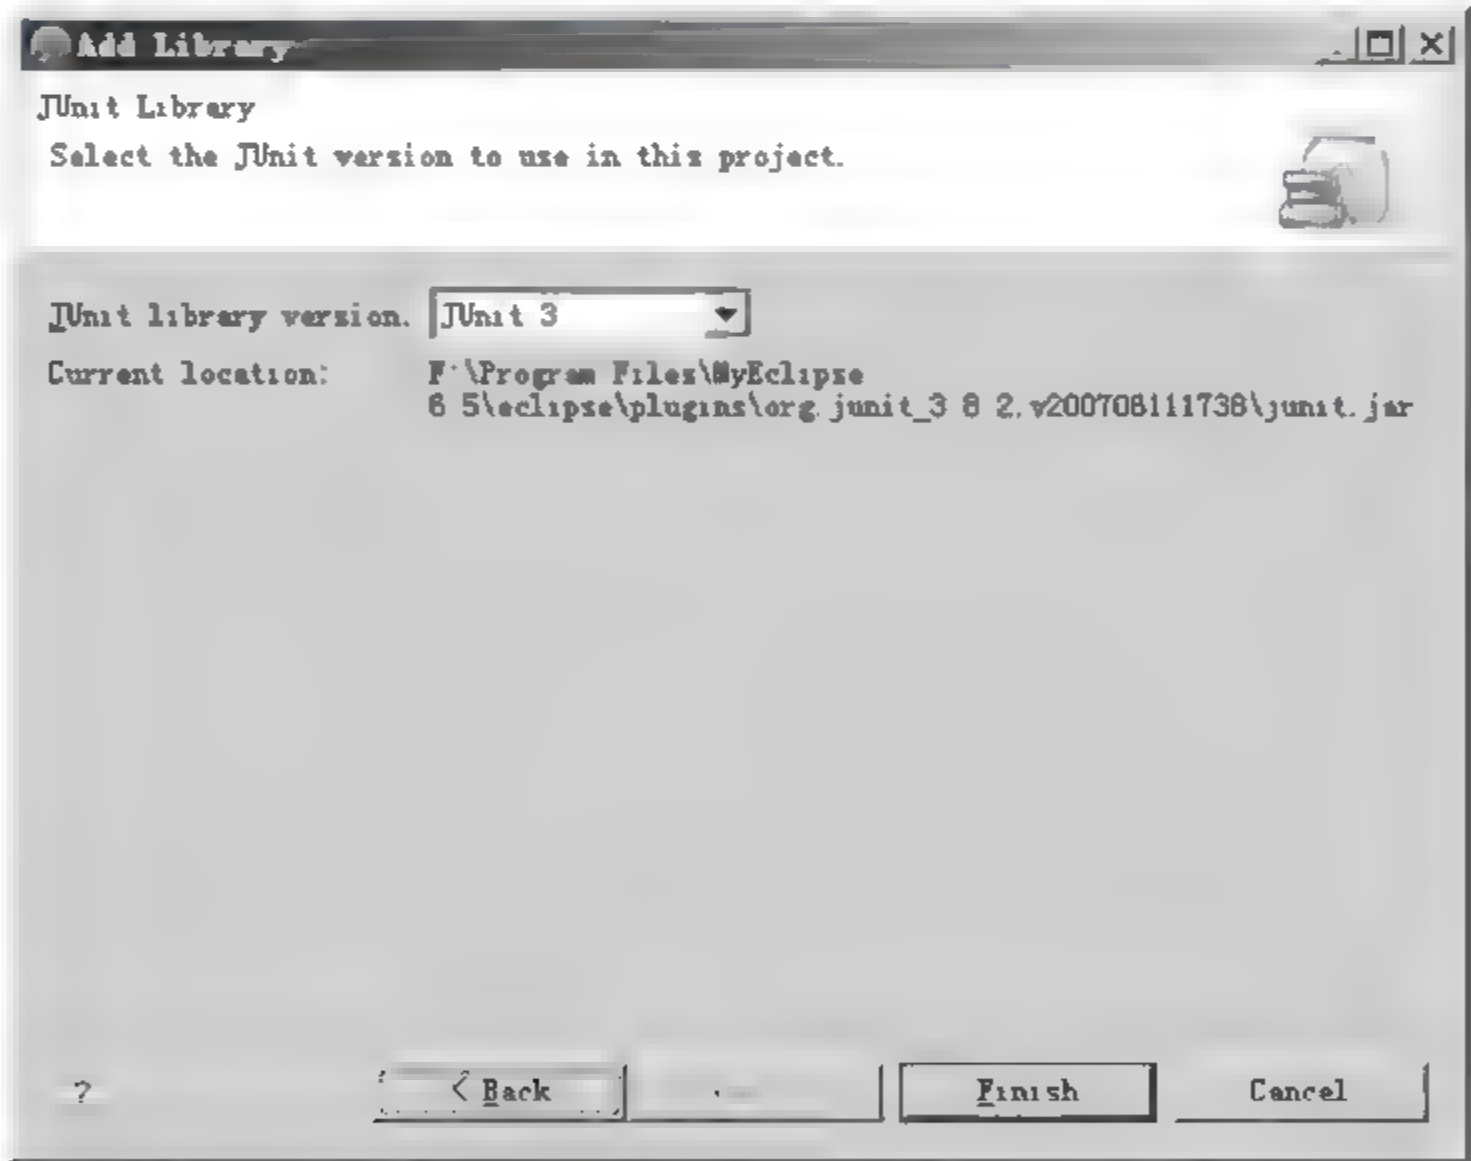 Add Library
JUnit Library
Select the JUnit version to use in this project.
JUnit library version. JUnit 3
Current location: F:\Program Files\MyEclipse
6 5\eclipse\plugins\org.junit_3 8 2.v200706111738\junit.jar
? < Back Finish Cancel